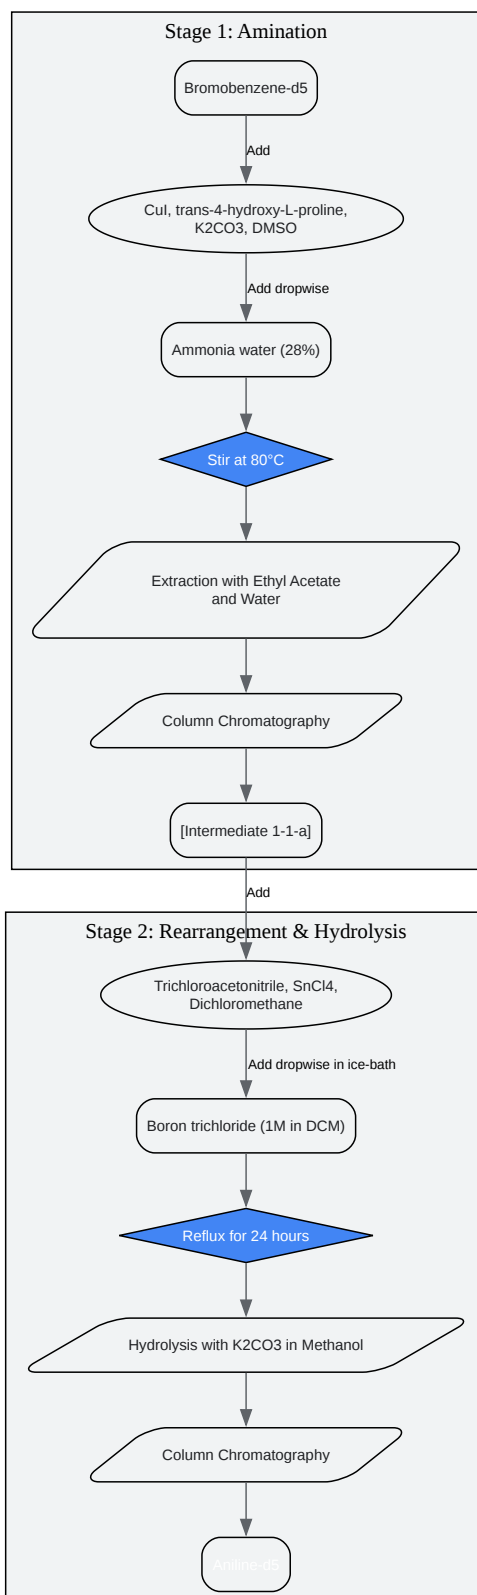 Stage 1: Amination
Bromobenzene-d5
Add
CuI, trans-4-hydroxy-L-proline,
K2CO3, DMSO
Add dropwise
Ammonia water (28%)
Stir at 80°C
Extraction with Ethyl Acetate
and Water
Column Chromatography
[Intermediate 1-1-a]
Add
Stage 2: Rearrangement & Hydrolysis
Trichloroacetonitrile, SnCl4,
Dichloromethane
Add dropwise in ice-bath
Boron trichloride (1M in DCM)
Reflux for 24 hours
Hydrolysis with K2CO3 in Methanol
Column Chromatography
Aniline-d5